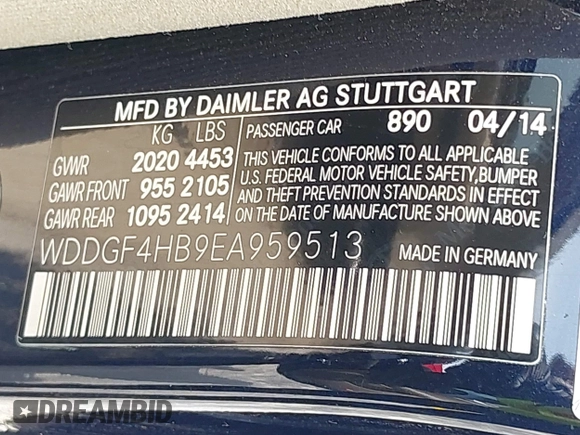 MFD BY DAIMLER AG STUTTGART
KG LBS PASSENGER CAR 890 04/14
GVWR 2020 4453
GAWR FRONT 955 2105
GAWR REAR 1095 2414
THIS VEHICLE CONFORMS TO ALL APPLICABLE
U.S. FEDERAL MOTOR VEHICLE SAFETY, BUMPER
AND THEFT PREVENTION STANDARDS IN EFFECT
ON THE DATE OF MANUFACTURE SHOWN ABOVE.
WDDGF4HB9EA959513 MADE IN GERMANY
DREAMBID